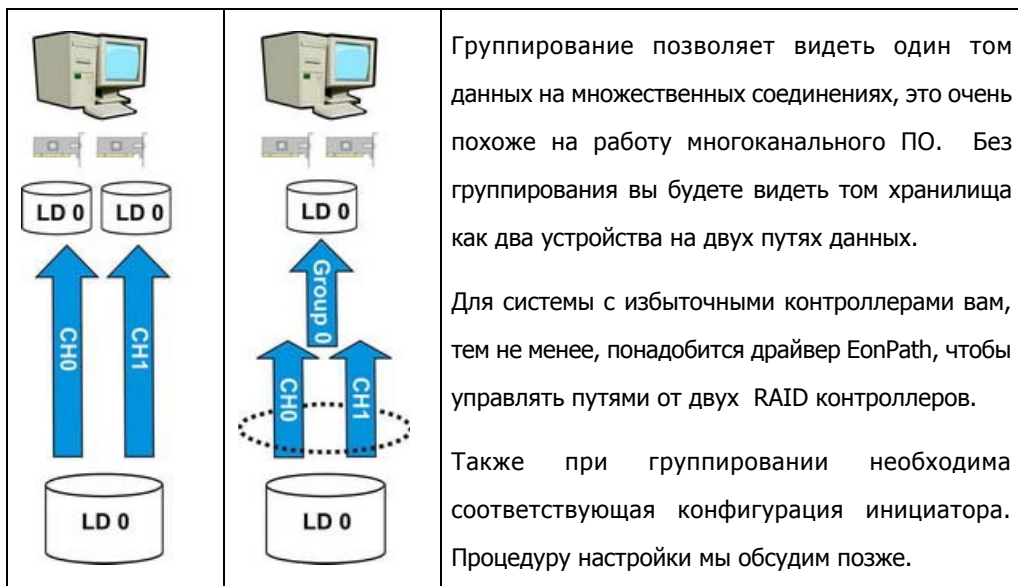 LD 0
LD 0
CH0
CH1
LD 0
LD 0
Group 0
CH0
CH1
LD 0
Группирование позволяет видеть один том
данных на множественных соединениях, это очень
похоже на работу многоканального ПО. Без
группирования вы будете видеть том хранилища
как два устройства на двух путях данных.
Для системы с избыточными контроллерами вам,
тем не менее, понадобится драйвер EonPath, чтобы
управлять путями от двух RAID контроллеров.
Также при группировании необходима
соответствующая конфигурация инициатора.
Процедуру настройки мы обсудим позже.